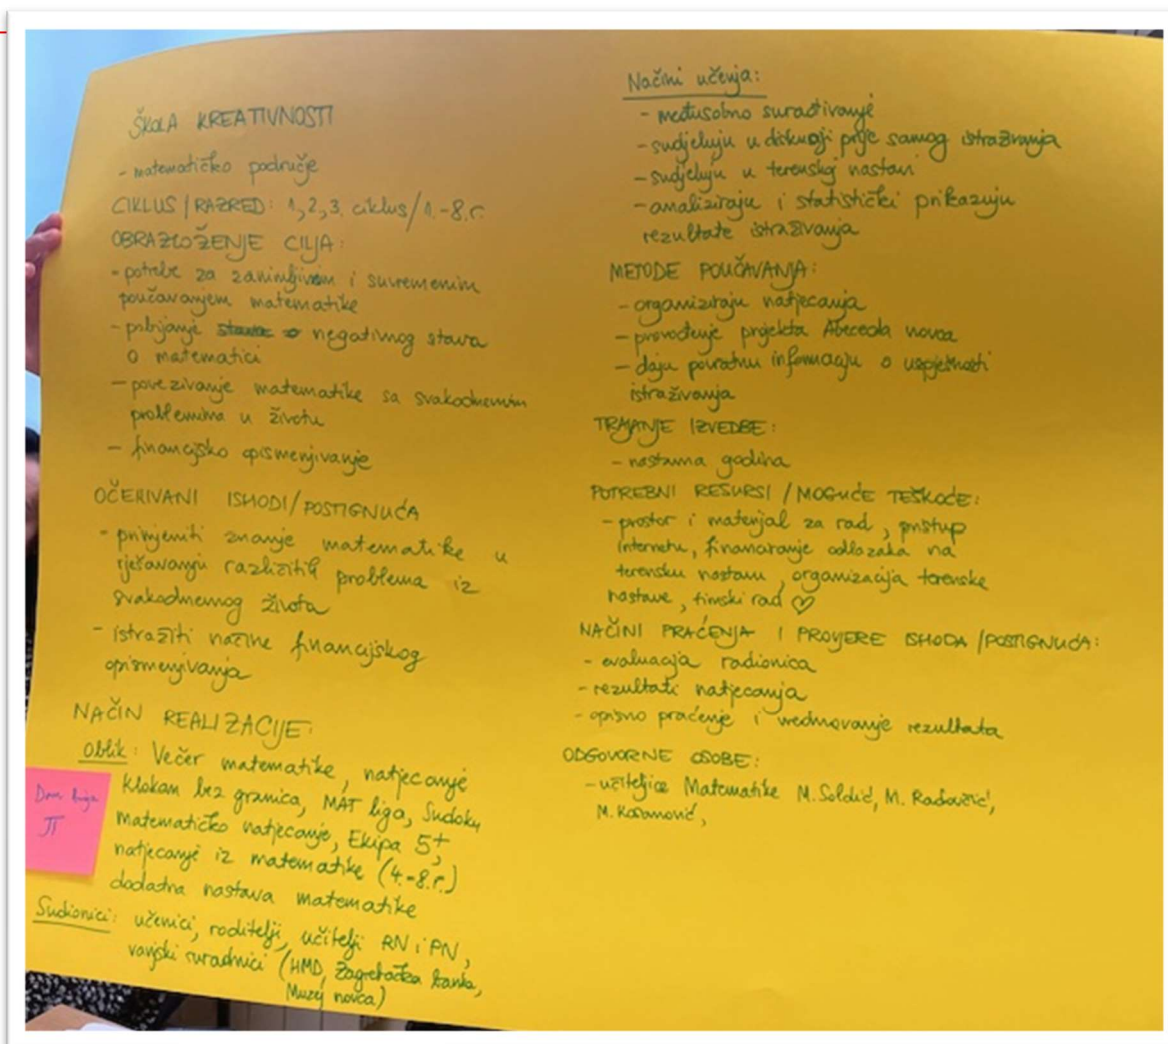 ŠKOLA KREATIVNOSTI
- matematičko područje
CIKLUS / RAZRED: 1,2,3. ciklus / 1.-8.r.
OBRAZLOŽENJE CILJA:
- potrebe za zanimljivim i suvremenim
poučavanjem matematike
- pobijanje negativnog stava
o matematici
- povezivanje matematike sa svakodnevnim
problemima u životu
- financijsko opismenjivanje
OČEKIVANI ISHODI/POSTIGNUĆA
- primijeniti znanje matematike u
rješavanju različitih problema iz
svakodnevnog života
- istražiti načine financijskog
opismenjivanja
NAČIN REALIZACIJE:
Oblik: Večer matematike, natjecanje
Klokan bez granica, MAT liga, Sudoku
matematičko natjecanje, Ekipa 5+,
natjecanje iz matematike (4.-8.r.)
dodatna nastava matematike
Dan broja
π
Sudionici: učenici, roditelji, učitelji RN i PN,
vanjski suradnici (HMD, Zagrebačka banka,
Muzej novca)
Načini učenja:
- međusobno surađivanje
- sudjeluju u diskusiji prije samog istraživanja
- sudjeluju u terenskoj nastavi
- analiziraju i statistički prikazuju
rezultate istraživanja
METODE POUČAVANJA:
- organiziraju natjecanja
- provođenje projekta Abeceda novca
- daju povratnu informaciju o uspješnosti
istraživanja
TRAJANJE IZVEDBE:
- nastavna godina
POTREBNI RESURSI / MOGUĆE TEŠKOĆE:
- prostor i materijal za rad, pristup
internetu, financiranje odlazaka na
terensku nastavu, organizacija terenske
nastave, timski rad ♡
NAČINI PRAĆENJA I PROVJERE ISHODA /POSTIGNUĆA:
- evaluacija radionica
- rezultati natjecanja
- opisno praćenje i vrednovanje rezultata
ODGOVORNE OSOBE:
- učiteljice Matematike M. Soldić, M. Radovčić,
M. Karanović,